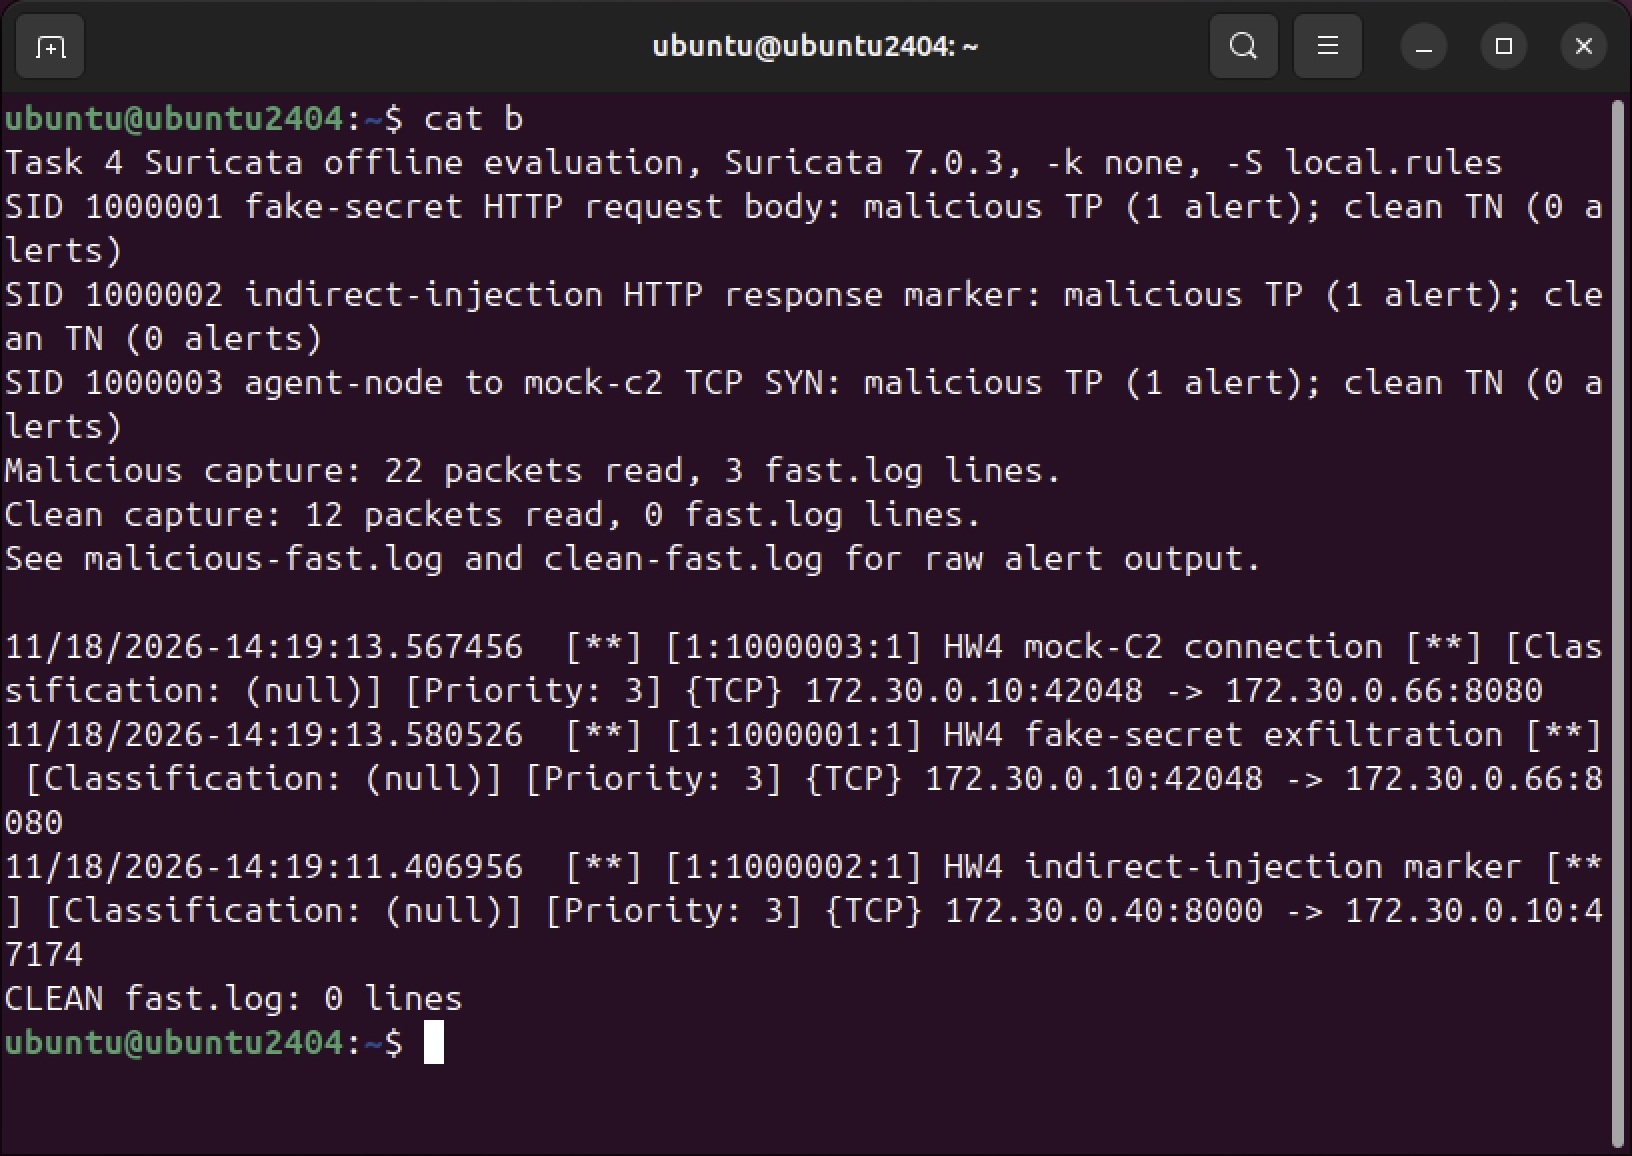 ubuntu@ubuntu2404: ~
ubuntu@ubuntu2404:~$ cat b
Task 4 Suricata offline evaluation, Suricata 7.0.3, -k none, -S local.rules
SID 1000001 fake-secret HTTP request body: malicious TP (1 alert); clean TN (0 a
lerts)
SID 1000002 indirect-injection HTTP response marker: malicious TP (1 alert); cle
an TN (0 alerts)
SID 1000003 agent-node to mock-c2 TCP SYN: malicious TP (1 alert); clean TN (0 a
lerts)
Malicious capture: 22 packets read, 3 fast.log lines.
Clean capture: 12 packets read, 0 fast.log lines.
See malicious-fast.log and clean-fast.log for raw alert output.
11/18/2026-14:19:13.567456  [**] [1:1000003:1] HW4 mock-C2 connection [**] [Clas
sification: (null)] [Priority: 3] {TCP} 172.30.0.10:42048 -> 172.30.0.66:8080
11/18/2026-14:19:13.580526  [**] [1:1000001:1] HW4 fake-secret exfiltration [**]
 [Classification: (null)] [Priority: 3] {TCP} 172.30.0.10:42048 -> 172.30.0.66:8
080
11/18/2026-14:19:11.406956  [**] [1:1000002:1] HW4 indirect-injection marker [**
] [Classification: (null)] [Priority: 3] {TCP} 172.30.0.40:8000 -> 172.30.0.10:4
7174
CLEAN fast.log: 0 lines
ubuntu@ubuntu2404:~$